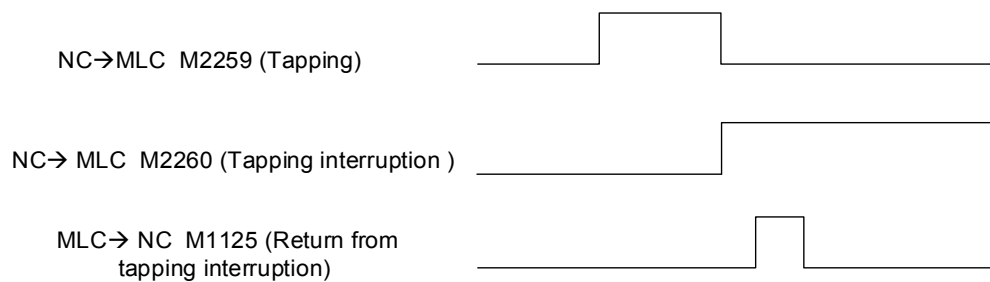 NC→MLC M2259 (Tapping)
NC→ MLC M2260 (Tapping interruption )
MLC→ NC M1125 (Return from
tapping interruption)